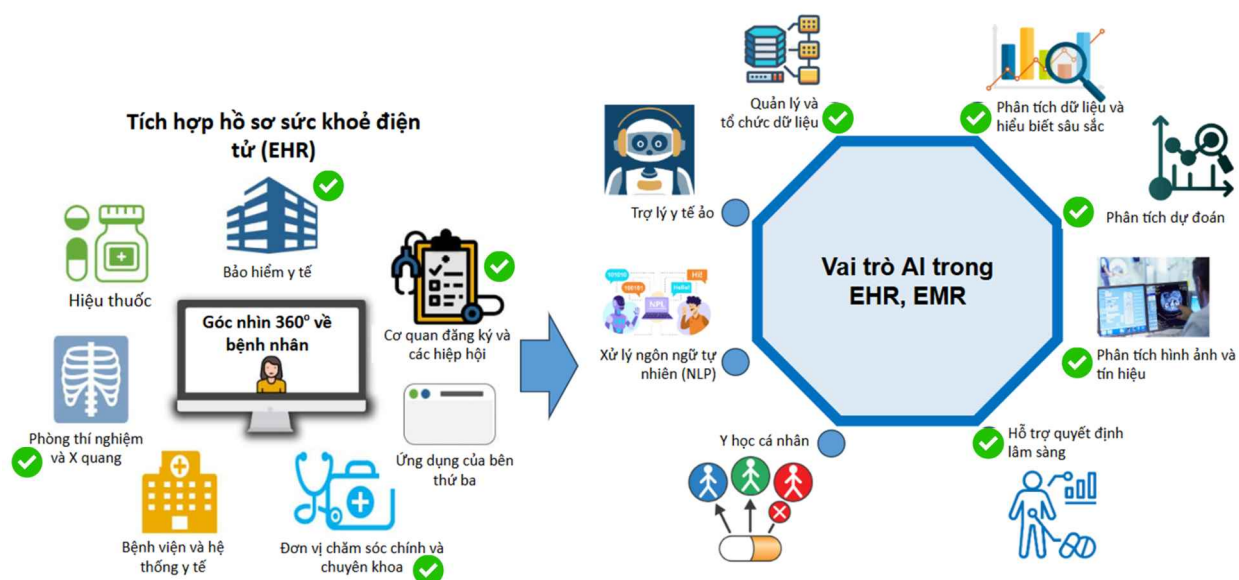 Tích hợp hồ sơ sức khoẻ điện
tử (EHR)
Bảo hiểm y tế
Hiệu thuốc
Góc nhìn 360° về
bệnh nhân
Cơ quan đăng ký và
các hiệp hội
Phòng thí nghiệm
và X quang
Ứng dụng của bên
thứ ba
Bệnh viện và hệ
thống y tế
Đơn vị chăm sóc chính và
chuyên khoa
Quản lý và
tổ chức dữ liệu
Phân tích dữ liệu và
hiểu biết sâu sắc
Trợ lý y tế ảo
Phân tích dự đoán
Vai trò AI trong
EHR, EMR
101010
100101
Hi!
Hello!
NPL
Xử lý ngôn ngữ tự
nhiên (NLP)
Phân tích hình ảnh và
tín hiệu
Y học cá nhân
Hỗ trợ quyết định
lâm sàng